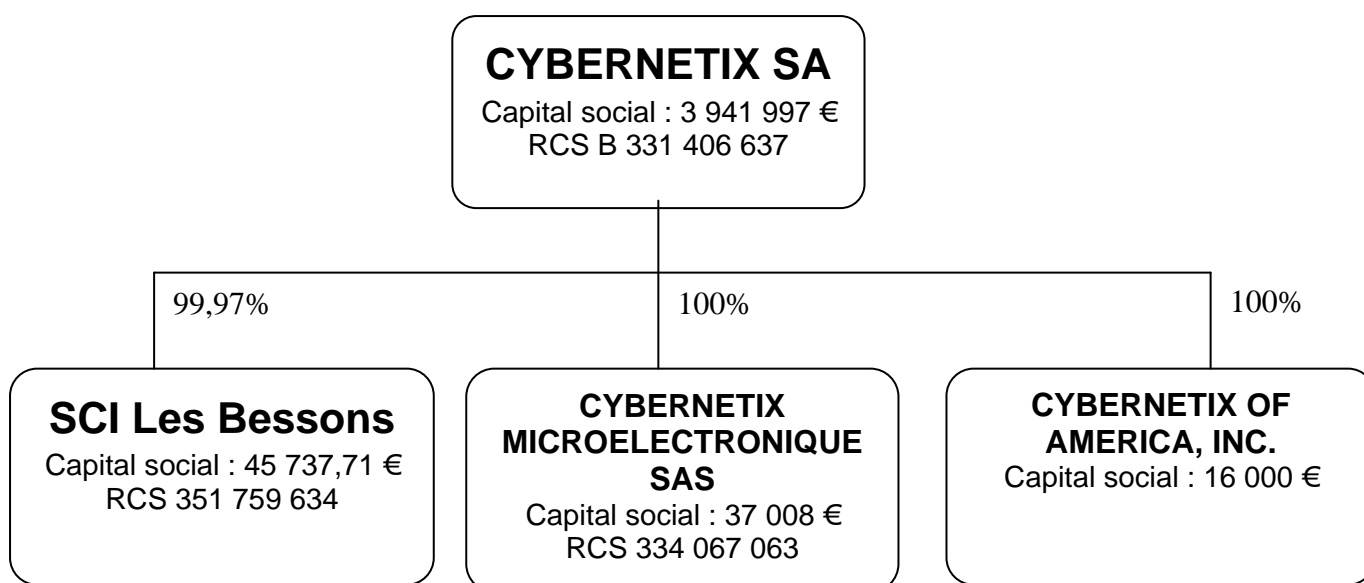 CYBERNETIX SA
Capital social : 3 941 997 €
RCS B 331 406 637
99,97%
100%
100%
SCI Les Bessons
Capital social : 45 737,71 €
RCS 351 759 634
CYBERNETIX
MICROELECTRONIQUE
SAS
Capital social : 37 008 €
RCS 334 067 063
CYBERNETIX OF
AMERICA, INC.
Capital social : 16 000 €